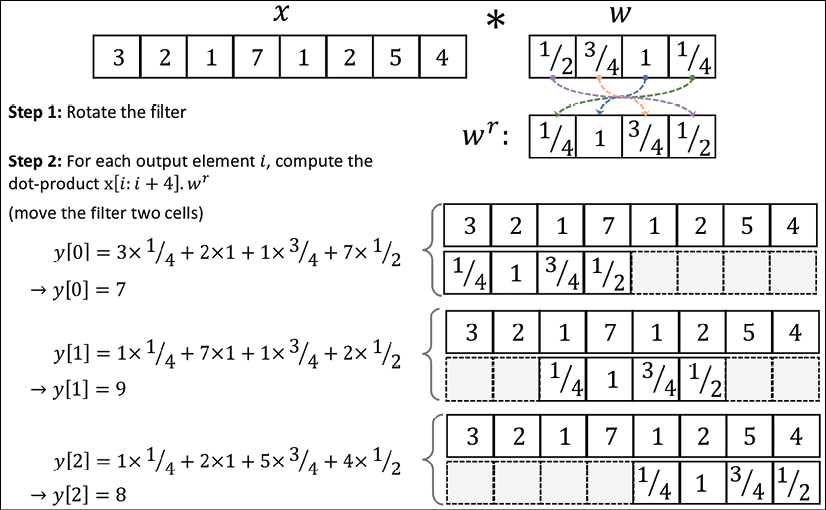 x * w
3 2 1 7 1 2 5 4
1/2 3/4 1 1/4
Step 1: Rotate the filter
wʳ: 1/4 1 3/4 1/2
Step 2: For each output element i, compute the
dot-product x[i: i + 4]. wʳ
(move the filter two cells)
3 2 1 7 1 2 5 4
y[0] = 3× 1/4 + 2×1 + 1× 3/4 + 7× 1/2
1/4 1 3/4 1/2
→ y[0] = 7
3 2 1 7 1 2 5 4
y[1] = 1× 1/4 + 7×1 + 1× 3/4 + 2× 1/2
1/4 1 3/4 1/2
→ y[1] = 9
3 2 1 7 1 2 5 4
y[2] = 1× 1/4 + 2×1 + 5× 3/4 + 4× 1/2
1/4 1 3/4 1/2
→ y[2] = 8